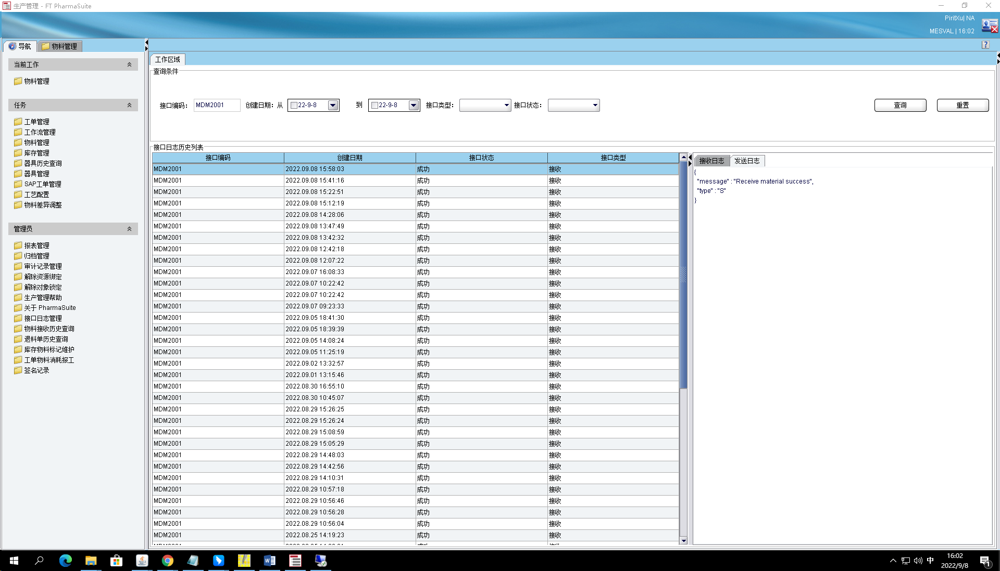 生产管理 - FT PharmaSuite
PiritXu| NA
MESVAL | 16:02
导航
物料管理
当前工作
物料管理
任务
工单管理
工作流管理
物料管理
库存管理
器具历史查询
器具管理
SAP工单管理
工艺配置
物料差异调整
管理员
报表管理
归档管理
审计记录管理
解除资源绑定
解除对象锁定
生产管理帮助
关于 PharmaSuite
接口日志管理
物料接收历史查询
退料单历史查询
库存物料标记维护
工单物料消耗报工
签名记录
工作区域
查询条件
接口编码： MDM2001 创建日期：从 22-9-8 到 22-9-8 接口类型： 接口状态： 查询 重置
接口日志历史列表
接口编码 创建日期 接口状态 接口类型
MDM2001 2022.09.08 15:58:03 成功 接收
MDM2001 2022.09.08 15:41:16 成功 接收
MDM2001 2022.09.08 15:22:51 成功 接收
MDM2001 2022.09.08 15:12:19 成功 接收
MDM2001 2022.09.08 14:28:06 成功 接收
MDM2001 2022.09.08 13:47:49 成功 接收
MDM2001 2022.09.08 13:42:32 成功 接收
MDM2001 2022.09.08 12:42:18 成功 接收
MDM2001 2022.09.08 12:07:22 成功 接收
MDM2001 2022.09.07 16:08:33 成功 接收
MDM2001 2022.09.07 10:22:42 成功 接收
MDM2001 2022.09.07 10:22:42 成功 接收
MDM2001 2022.09.07 09:23:33 成功 接收
MDM2001 2022.09.05 18:41:30 成功 接收
MDM2001 2022.09.05 18:39:39 成功 接收
MDM2001 2022.09.05 14:08:24 成功 接收
MDM2001 2022.09.05 11:25:19 成功 接收
MDM2001 2022.09.02 13:32:57 成功 接收
MDM2001 2022.09.01 13:15:46 成功 接收
MDM2001 2022.08.30 16:55:10 成功 接收
MDM2001 2022.08.30 10:45:07 成功 接收
MDM2001 2022.08.29 15:26:25 成功 接收
MDM2001 2022.08.29 15:26:24 成功 接收
MDM2001 2022.08.29 15:08:59 成功 接收
MDM2001 2022.08.29 15:05:29 成功 接收
MDM2001 2022.08.29 14:48:03 成功 接收
MDM2001 2022.08.29 14:42:56 成功 接收
MDM2001 2022.08.29 14:10:31 成功 接收
MDM2001 2022.08.29 10:57:18 成功 接收
MDM2001 2022.08.29 10:56:46 成功 接收
MDM2001 2022.08.29 10:56:28 成功 接收
MDM2001 2022.08.29 10:56:04 成功 接收
MDM2001 2022.08.25 14:19:23 成功 接收
接收日志 发送日志
{
"message" : "Receive material success",
"type" : "S"
}
中
16:02
2022/9/8
1